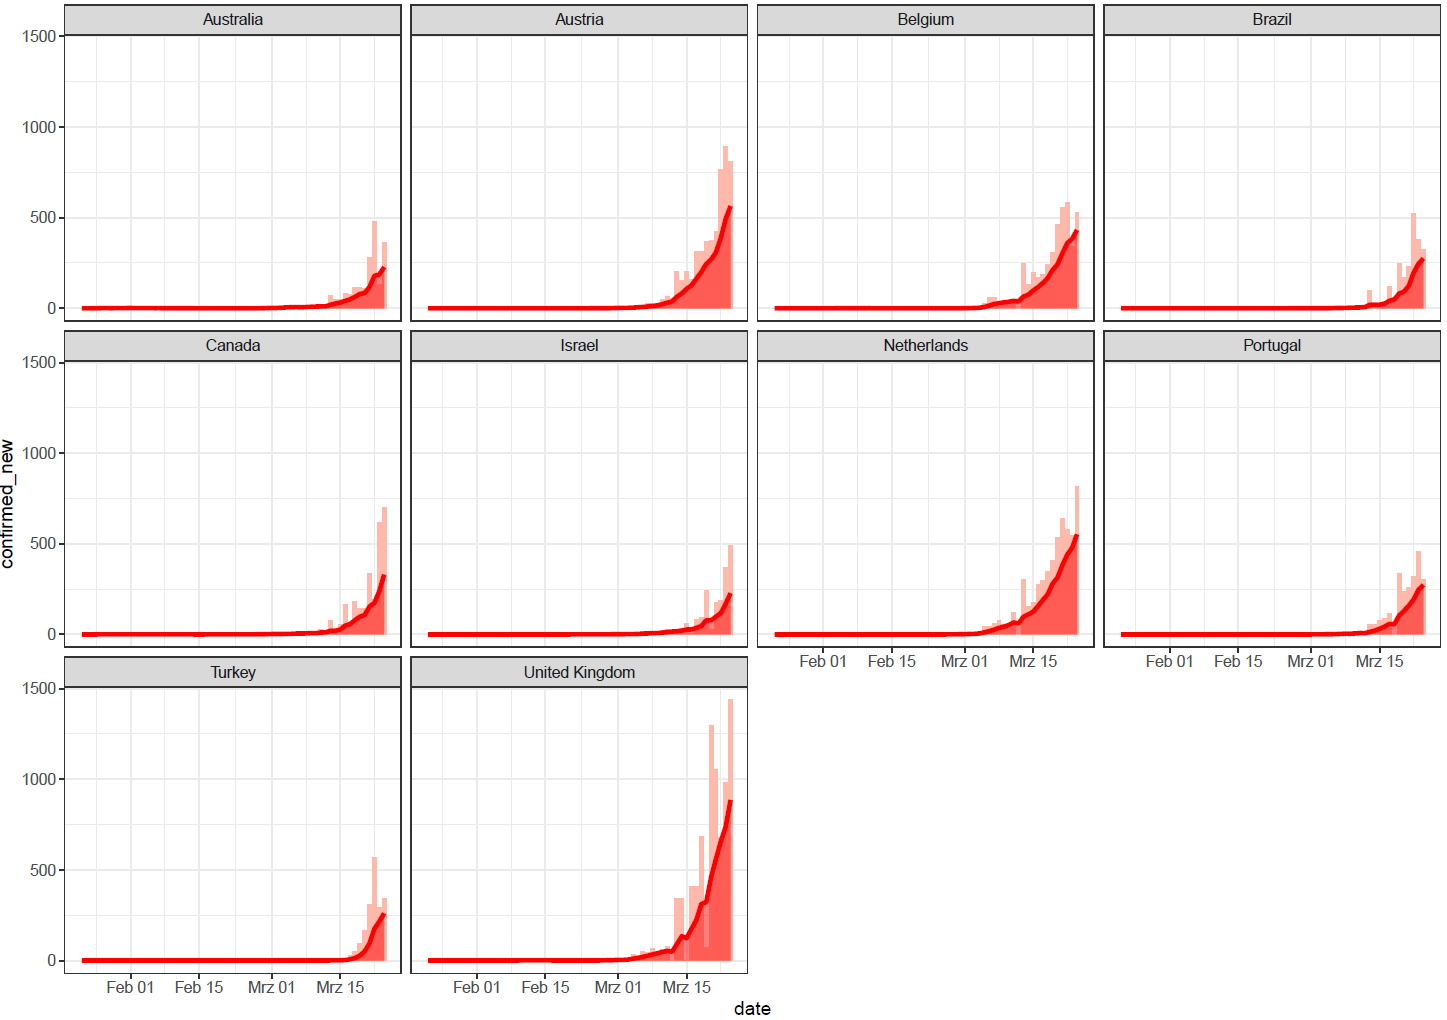 Australia Austria Belgium Brazil
1500
1000
500
0
Canada Israel Netherlands Portugal
1500
1000
500
0
Feb 01 Feb 15 Mrz 01 Mrz 15 Feb 01 Feb 15 Mrz 01 Mrz 15
Turkey United Kingdom
1500
1000
500
0
Feb 01 Feb 15 Mrz 01 Mrz 15 Feb 01 Feb 15 Mrz 01 Mrz 15
confirmed_new
date